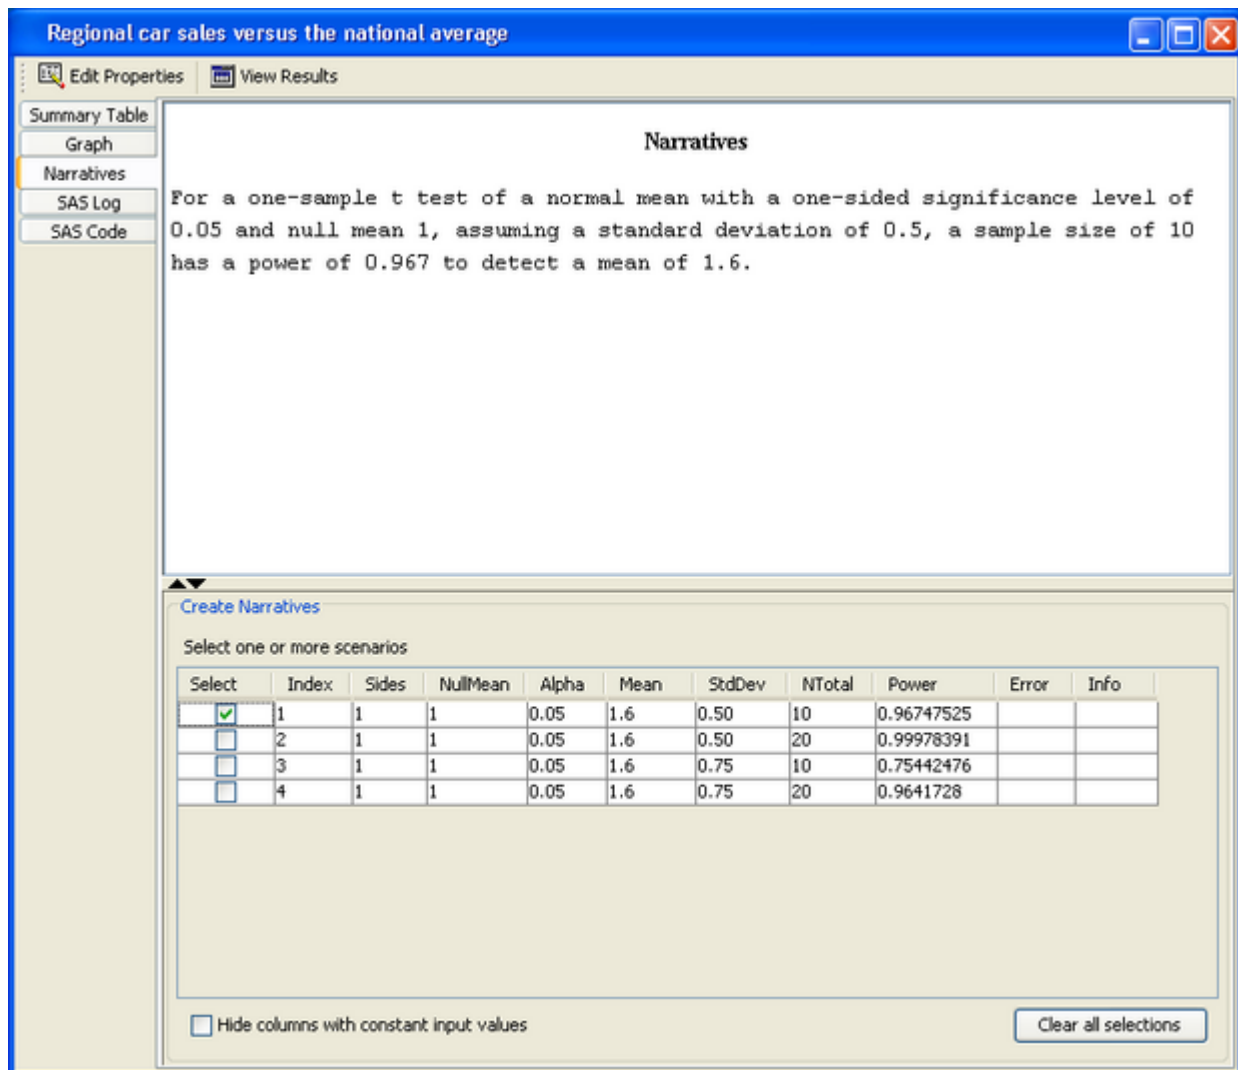 Regional car sales versus the national average
Edit Properties View Results
Summary Table
Graph
Narratives
SAS Log
SAS Code
Narratives
For a one-sample t test of a normal mean with a one-sided significance level of
0.05 and null mean 1, assuming a standard deviation of 0.5, a sample size of 10
has a power of 0.967 to detect a mean of 1.6.
Create Narratives
Select one or more scenarios
Select Index Sides NullMean Alpha Mean StdDev NTotal Power Error Info
1 1 1 0.05 1.6 0.50 10 0.96747525
2 1 1 0.05 1.6 0.50 20 0.99978391
3 1 1 0.05 1.6 0.75 10 0.75442476
4 1 1 0.05 1.6 0.75 20 0.9641728
Hide columns with constant input values
Clear all selections